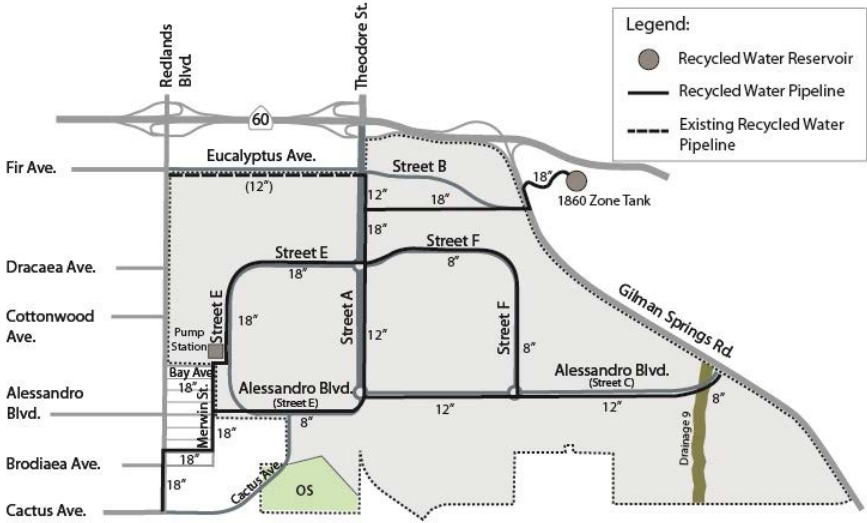 Redlands
Blvd.
Theodore St.
Legend:
Recycled Water Reservoir
Recycled Water Pipeline
Existing Recycled Water
Pipeline
60
Fir Ave.
Eucalyptus Ave.
(12")
Street B
12"
18"
18"
18"
1860 Zone Tank
Dracaea Ave.
Street E
18"
Street F
8"
Cottonwood
Ave.
Street E
18"
Street A
12"
Street F
8"
Gilman Springs Rd.
Pump
Station
Bay Ave
18"
Merwin St.
Alessandro
Blvd.
Alessandro Blvd.
(Street E)
8"
12"
Alessandro Blvd.
(Street C)
12"
8"
18"
Brodiaea Ave.
18"
18"
Cactus Ave.
OS
Drainage 9
Cactus Ave.